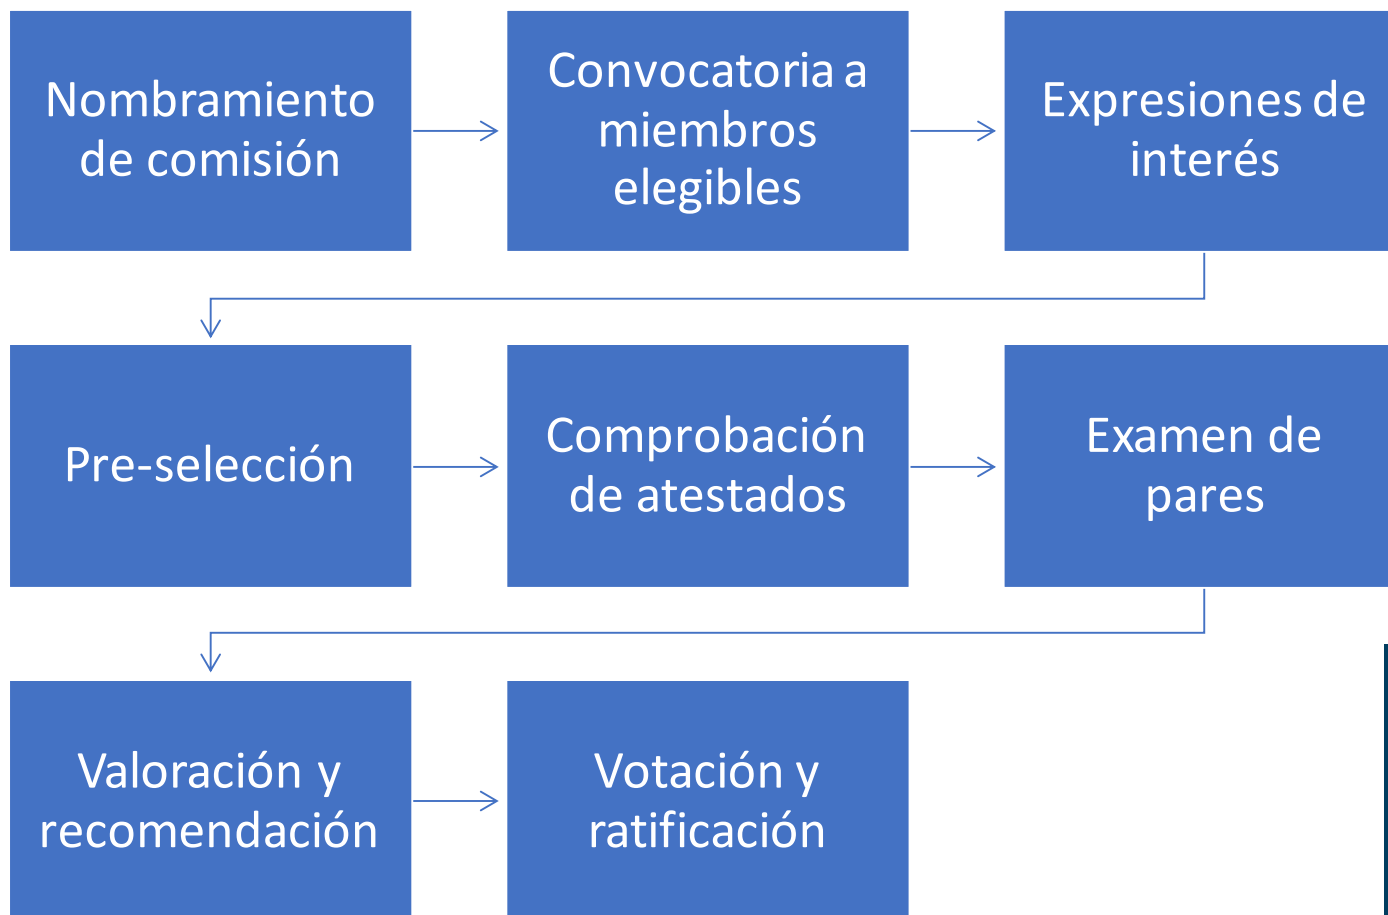 Nombramiento
de comisión
Convocatoria a
miembros
elegibles
Expresiones de
interés
Pre-selección
Comprobación
de atestados
Examen de
pares
Valoración y
recomendación
Votación y
ratificación